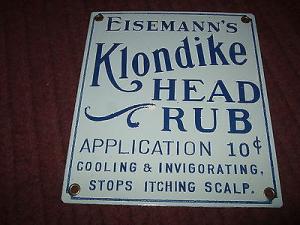 EISEMANN'S
Klondike
HEAD
RUB
APPLICATION 10¢
COOLING & INVIGORATING,
STOPS ITCHING SCALP.